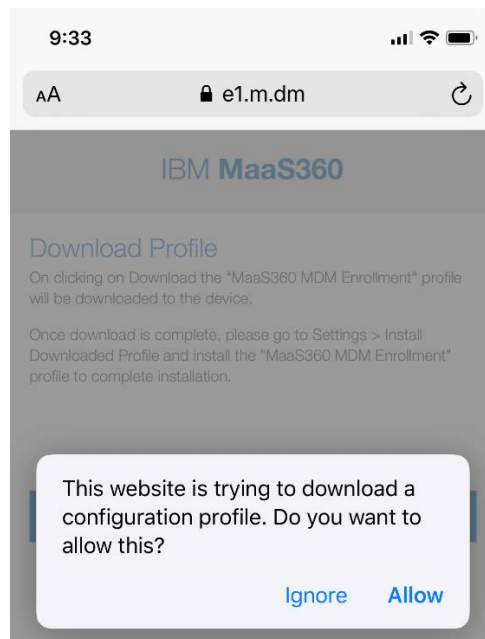 9:33
AA e1.m.dm
IBM MaaS360
Download Profile
On clicking on Download the "MaaS360 MDM Enrollment" profile
will be downloaded to the device.
Once download is complete, please go to Settings > Install
Downloaded Profile and install the "MaaS360 MDM Enrollment"
profile to complete installation.
This website is trying to download a
configuration profile. Do you want to
allow this?
Ignore Allow